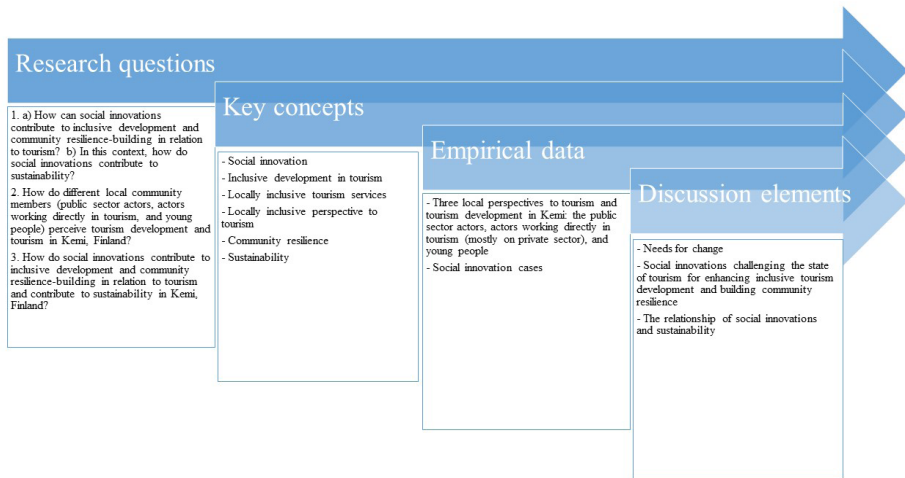 Research questions
1. a) How can social innovations
contribute to inclusive development and
community resilience-building in relation
to tourism? b) In this context, how do
social innovations contribute to
sustainability?
2. How do different local community
members (public sector actors, actors
working directly in tourism, and young
people) perceive tourism development and
tourism in Kemi, Finland?
3. How do social innovations contribute to
inclusive development and community
resilience-building in relation to tourism
and contribute to sustainability in Kemi,
Finland?
Key concepts
- Social innovation
- Inclusive development in tourism
- Locally inclusive tourism services
- Locally inclusive perspective to
tourism
- Community resilience
- Sustainability
Empirical data
- Three local perspectives to tourism and
tourism development in Kemi: the public
sector actors, actors working directly in
tourism (mostly on private sector), and
young people
- Social innovation cases
Discussion elements
- Needs for change
- Social innovations challenging the state
of tourism for enhancing inclusive tourism
development and building community
resilience
- The relationship of social innovations
and sustainability